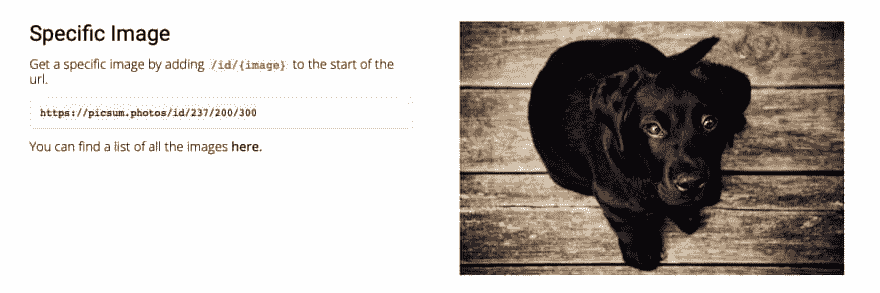 Specific Image
Get a specific image by adding /id/{image} to the start of the
url.
https://picsum.photos/id/237/200/300
You can find a list of all the images here.